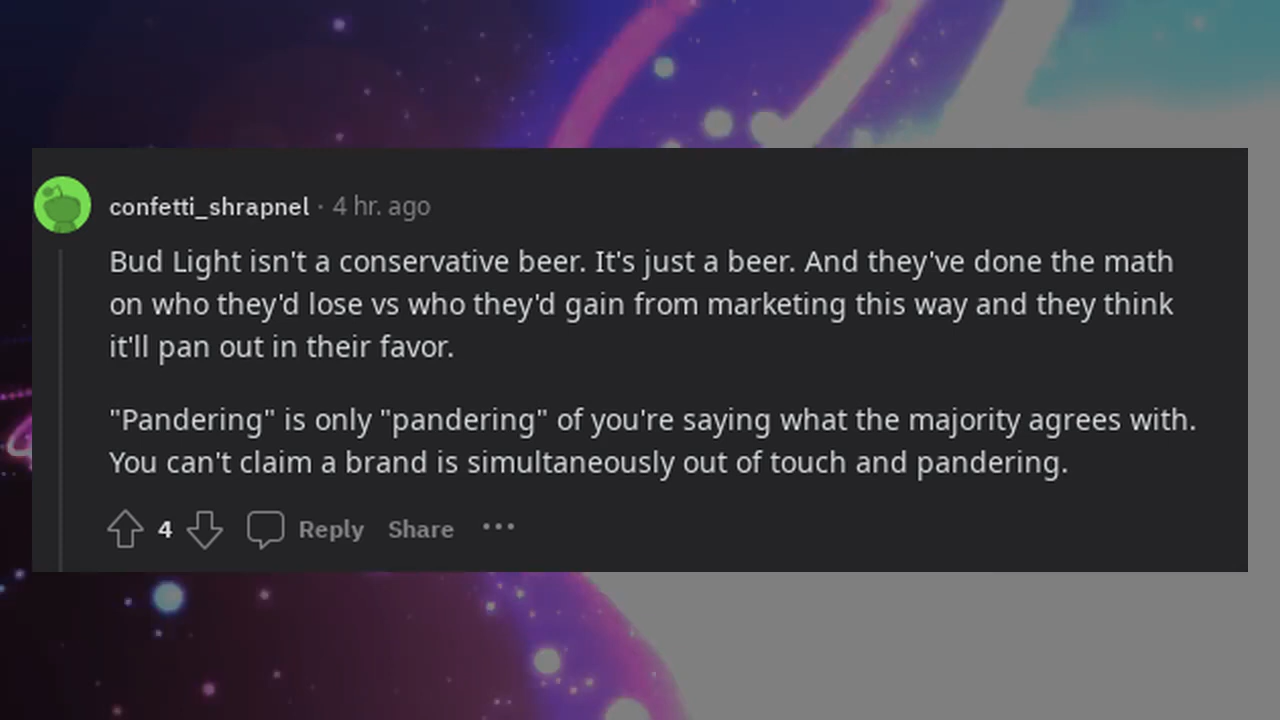 confetti_shrapnel · 4 hr. ago
Bud Light isn't a conservative beer. It's just a beer. And they've done the math
on who they'd lose vs who they'd gain from marketing this way and they think
it'll pan out in their favor.
"Pandering" is only "pandering" of you're saying what the majority agrees with.
You can't claim a brand is simultaneously out of touch and pandering.
4 Reply Share ...